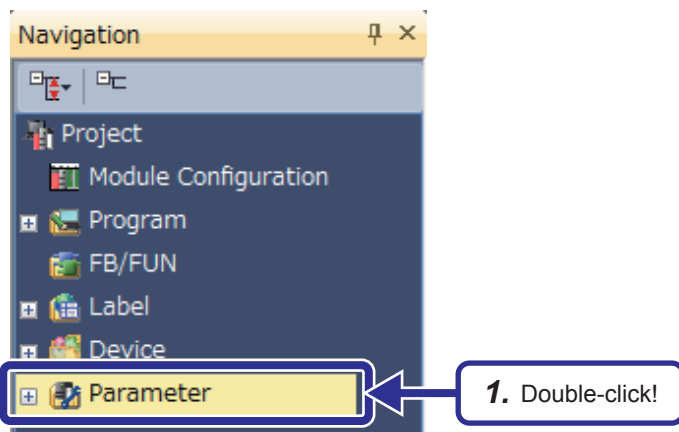 Navigation
Project
Module Configuration
Program
FB/FUN
Label
Device
Parameter
1. Double-click!